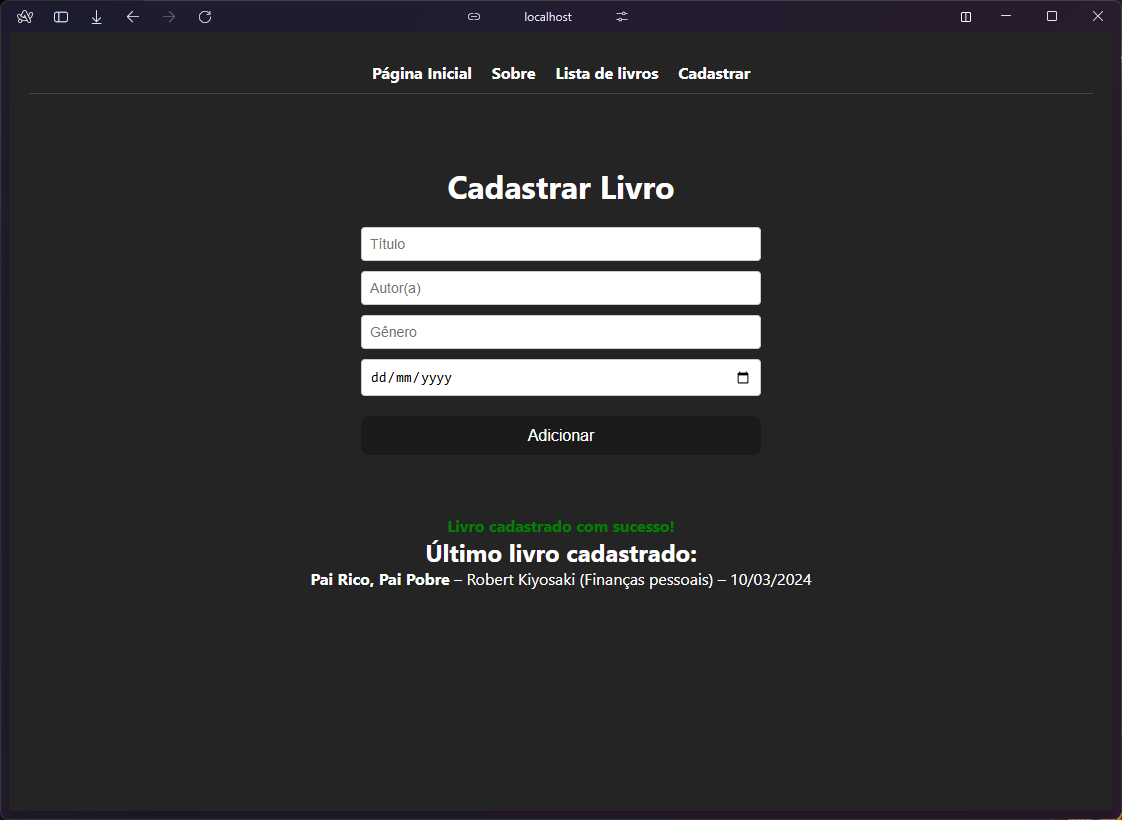 localhost
Página Inicial Sobre Lista de livros Cadastrar
Cadastrar Livro
Título
Autor(a)
Gênero
dd/mm/yyyy
Adicionar
Livro cadastrado com sucesso!
Último livro cadastrado:
Pai Rico, Pai Pobre – Robert Kiyosaki (Finanças pessoais) – 10/03/2024